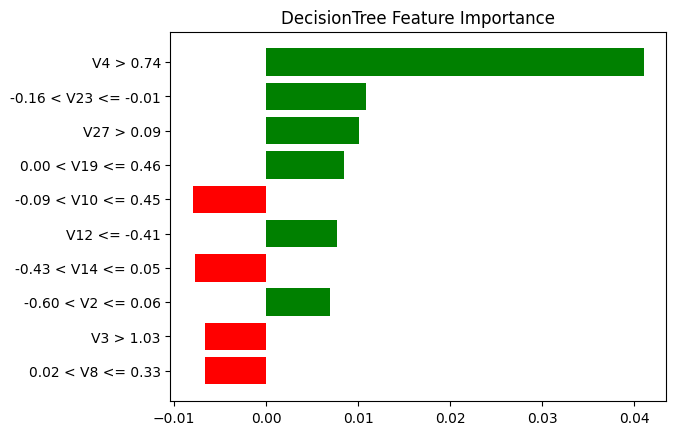 DecisionTree Feature Importance
V4 > 0.74
-0.16 < V23 <= -0.01
V27 > 0.09
0.00 < V19 <= 0.46
-0.09 < V10 <= 0.45
V12 <= -0.41
-0.43 < V14 <= 0.05
-0.60 < V2 <= 0.06
V3 > 1.03
0.02 < V8 <= 0.33
−0.01 0.00 0.01 0.02 0.03 0.04